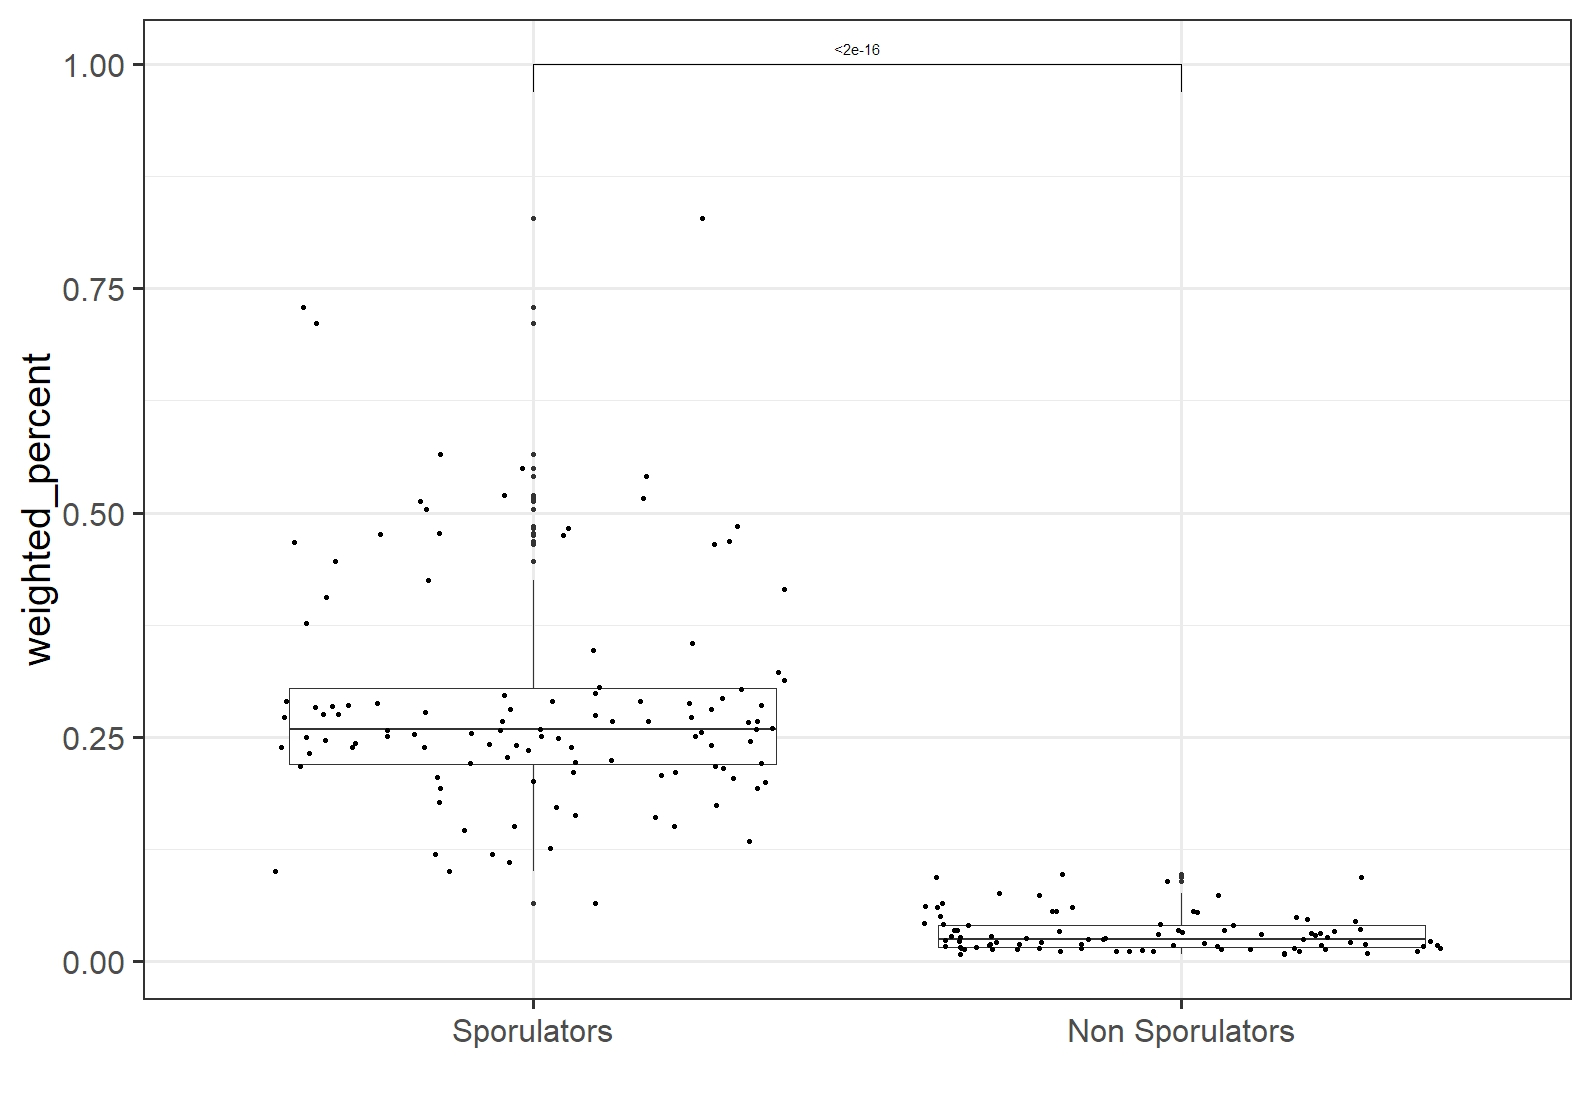 <2e-16
1.00
0.75
0.50
0.25
0.00
weighted_percent
Sporulators
Non Sporulators